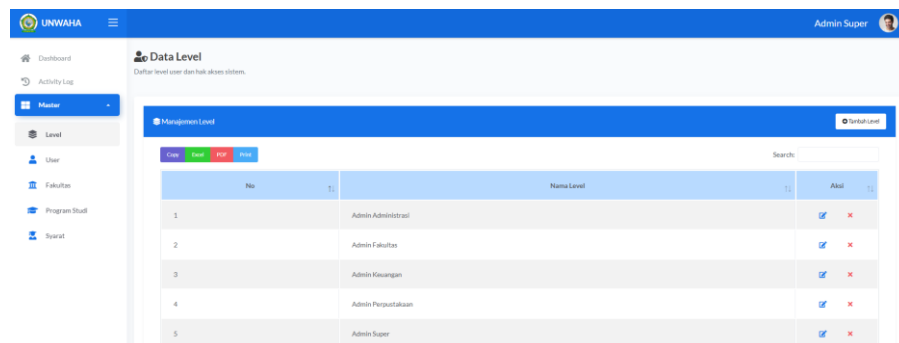 UNWAHA Admin Super
Dashboard
Activity Log
Master
Level
User
Fakultas
Program Studi
Syarat
Data Level
Daftar level user dan hak akses sistem.
Manajemen Level Tambah Level
Copy Excel PDF Print Search:
No Nama Level Aksi
1 Admin Administrasi
2 Admin Fakultas
3 Admin Keuangan
4 Admin Perpustakaan
5 Admin Super